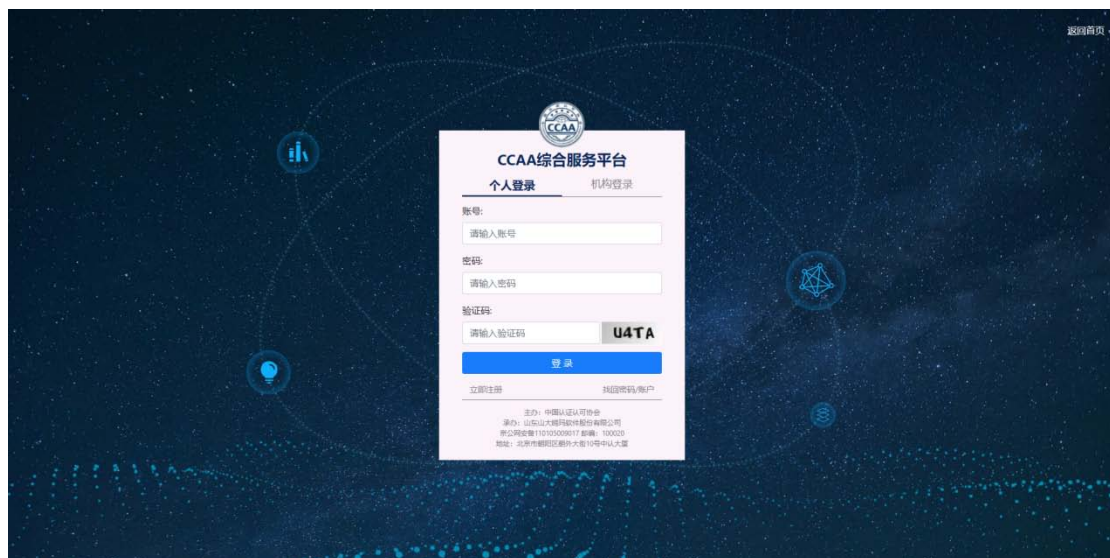 返回首页
CCAA
CCAA综合服务平台
个人登录 机构登录
账号:
请输入账号
密码:
请输入密码
验证码:
请输入验证码 U4TA
登 录
立即注册 找回密码/账户
主办：中国认证认可协会
承办：山东山大鸥玛软件股份有限公司
京公网安备11010500901​7 邮编：100020
地址：北京市朝阳区朝外大街10号中认大厦